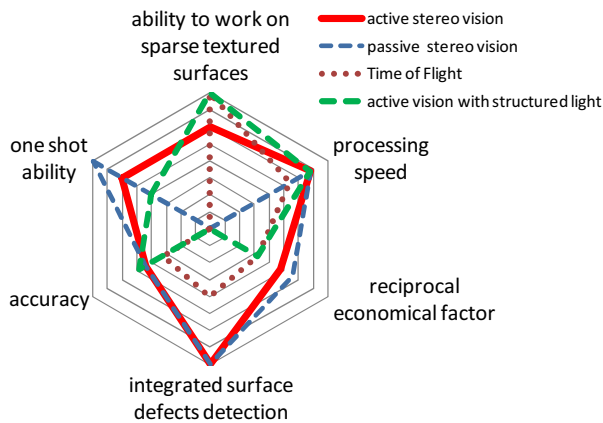 ability to work on
sparse textured
surfaces
active stereo vision
passive  stereo vision
Time of Flight
active vision with structured light
one shot
ability
processing
speed
accuracy
reciprocal
economical factor
integrated surface
defects detection